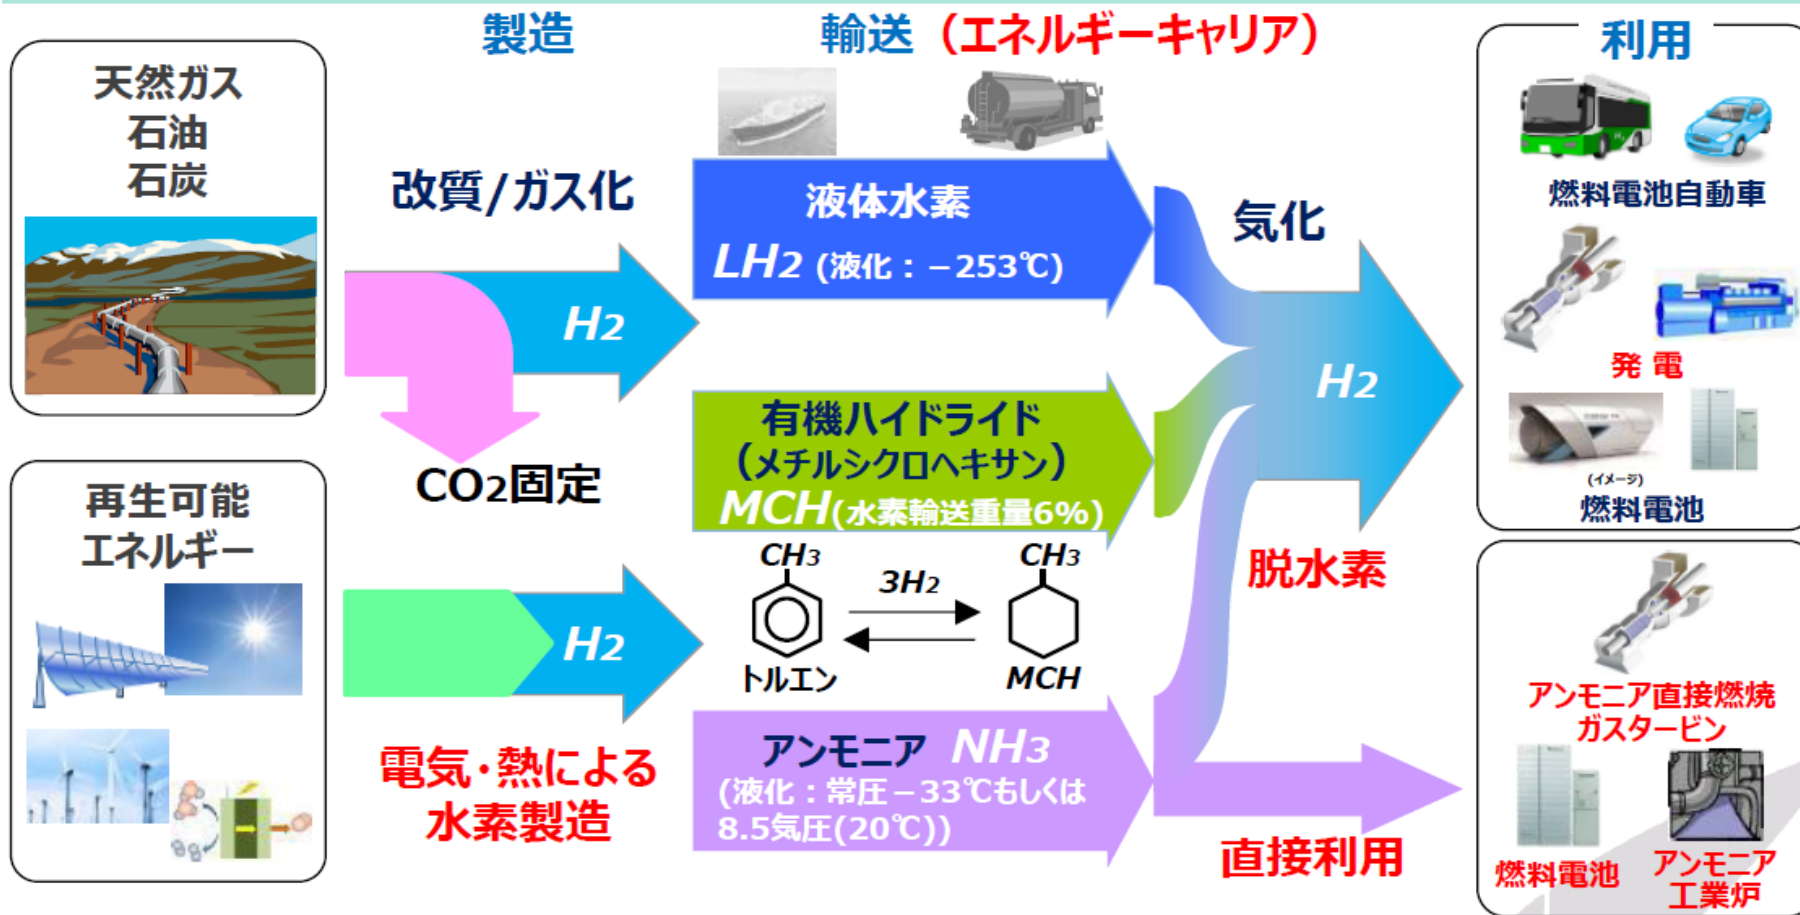 製造
輸送（エネルギーキャリア）
利用
天然ガス
石油
石炭
改質/ガス化
H2
CO2固定
再生可能
エネルギー
H2
電気・熱による
水素製造
液体水素
LH2 (液化：－253℃)
有機ハイドライド
（メチルシクロヘキサン）
MCH(水素輸送重量6%)
CH3
3H2
CH3
トルエン
MCH
アンモニア NH3
(液化：常圧－33℃もしくは
8.5気圧(20℃))
気化
H2
脱水素
直接利用
燃料電池自動車
発電
(イメージ)
燃料電池
アンモニア直接燃焼
ガスタービン
燃料電池
アンモニア
工業炉